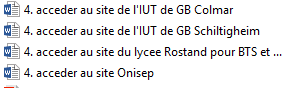 4. acceder au site de l'IUT de GB Colmar
4. acceder au site de l'IUT de GB Schiltigheim
4. acceder au site du lycee Rostand pour BTS et ...
4. acceder au site Onisep